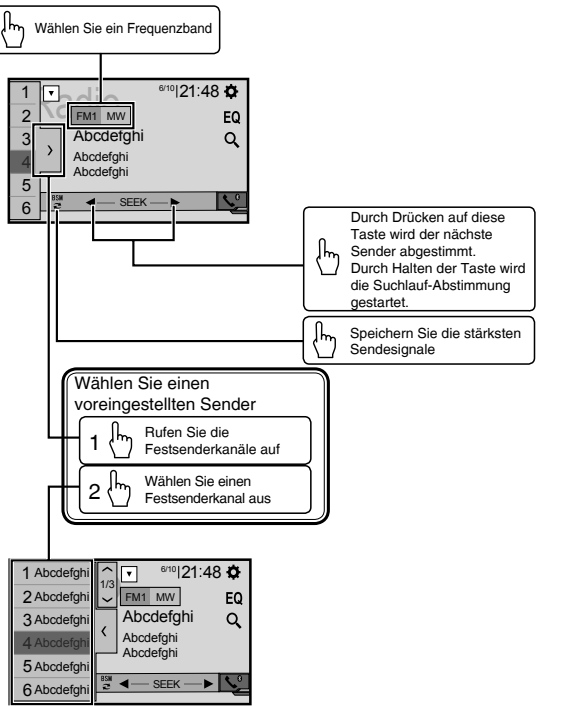 Wählen Sie ein Frequenzband
1
2
3
4
5
6
Radio
6/10 21:48
FM1 MW
EQ
Abcdefghi
Abcdefghi
Abcdefghi
BSM
SEEK
Durch Drücken auf diese
Taste wird der nächste
Sender abgestimmt.
Durch Halten der Taste wird
die Suchlauf-Abstimmung
gestartet.
Speichern Sie die stärksten
Sendesignale
Wählen Sie einen
voreingestellten Sender
1 Rufen Sie die
Festsenderkanäle auf
2 Wählen Sie einen
Festsenderkanal aus
1 Abcdefghi
2 Abcdefghi
3 Abcdefghi
4 Abcdefghi
5 Abcdefghi
6 Abcdefghi
1/3
6/10 21:48
FM1 MW
EQ
Abcdefghi
Abcdefghi
Abcdefghi
BSM
SEEK